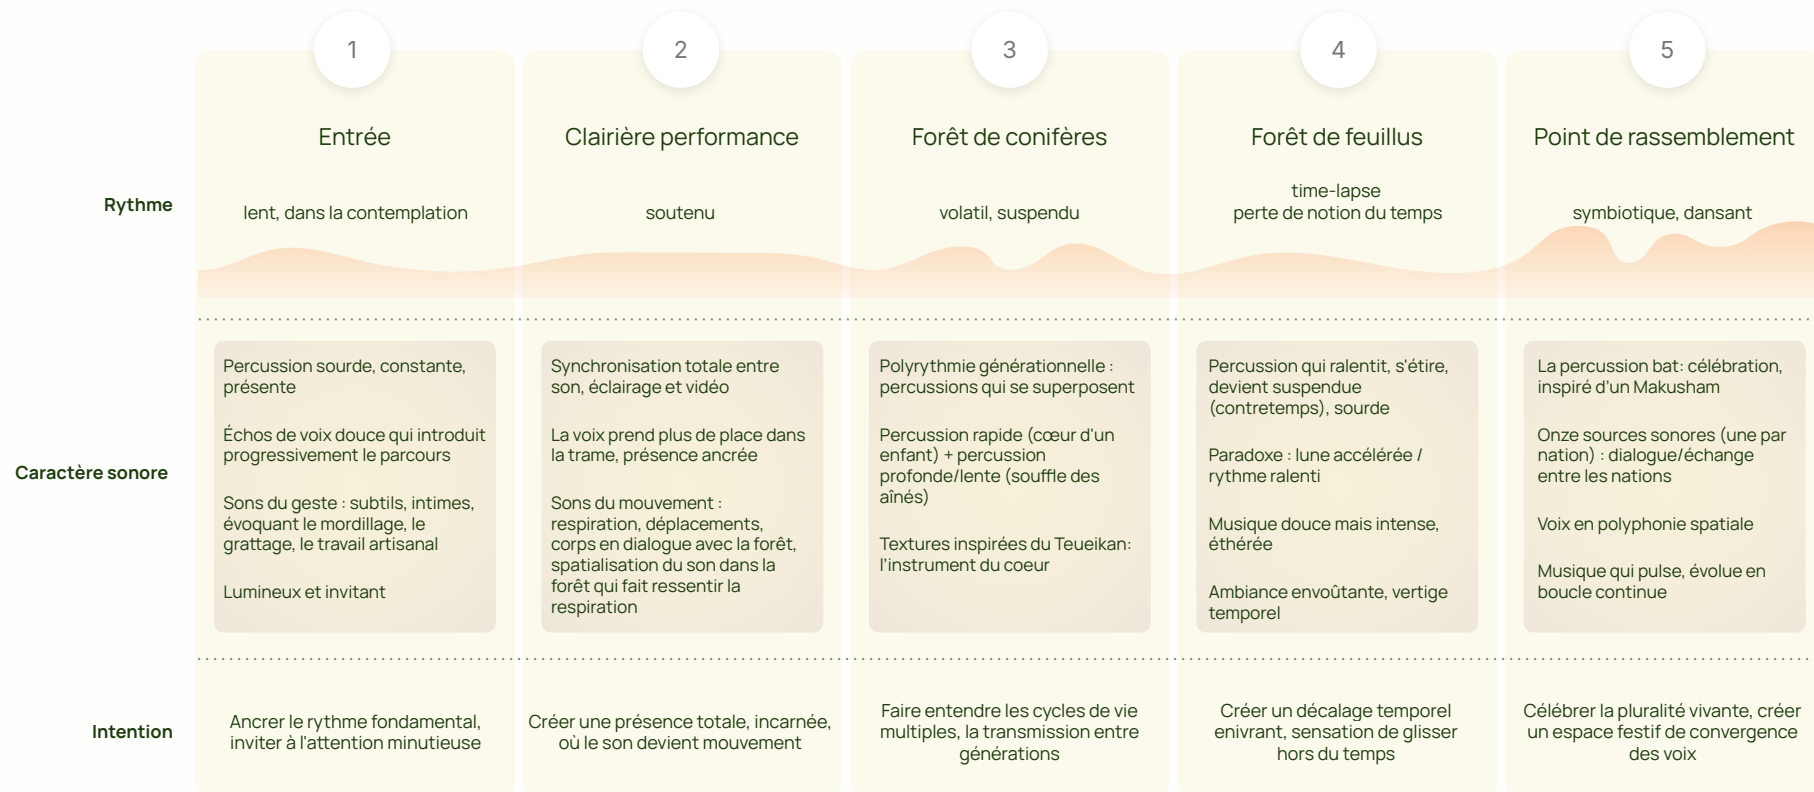 1
2
3
4
5
Entrée
Clairière performance
Forêt de conifères
Forêt de feuillus
Point de rassemblement
Rythme
lent, dans la contemplation
soutenu
volatil, suspendu
time-lapse
perte de notion du temps
symbiotique, dansant
Caractère sonore
Percussion sourde, constante,
présente
Échos de voix douce qui introduit
progressivement le parcours
Sons du geste : subtils, intimes,
évoquant le mordillage, le
grattage, le travail artisanal
Lumineux et invitant
Synchronisation totale entre
son, éclairage et vidéo
La voix prend plus de place dans
la trame, présence ancrée
Sons du mouvement :
respiration, déplacements,
corps en dialogue avec la forêt,
spatialisation du son dans la
forêt qui fait ressentir la
respiration
Polyrythmie générationnelle :
percussions qui se superposent
Percussion rapide (cœur d'un
enfant) + percussion
profonde/lente (souffle des
aînés)
Textures inspirées du Teueikan:
l'instrument du coeur
Percussion qui ralentit, s'étire,
devient suspendue
(contretemps), sourde
Paradoxe : lune accélérée /
rythme ralenti
Musique douce mais intense,
éthérée
Ambiance envoûtante, vertige
temporel
La percussion bat: célébration,
inspiré d'un Makusham
Onze sources sonores (une par
nation) : dialogue/échange
entre les nations
Voix en polyphonie spatiale
Musique qui pulse, évolue en
boucle continue
Intention
Ancrer le rythme fondamental,
inviter à l'attention minutieuse
Créer une présence totale, incarnée,
où le son devient mouvement
Faire entendre les cycles de vie
multiples, la transmission entre
générations
Créer un décalage temporel
enivrant, sensation de glisser
hors du temps
Célébrer la pluralité vivante, créer
un espace festif de convergence
des voix